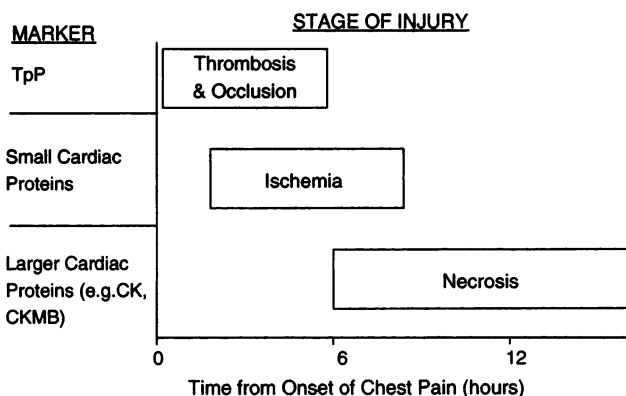 STAGE OF INJURY
MARKER
TpP
Thrombosis
& Occlusion
Small Cardiac
Proteins
Ischemia
Larger Cardiac
Proteins (e.g.CK,
CKMB)
Necrosis
0
6
12
Time from Onset of Chest Pain (hours)